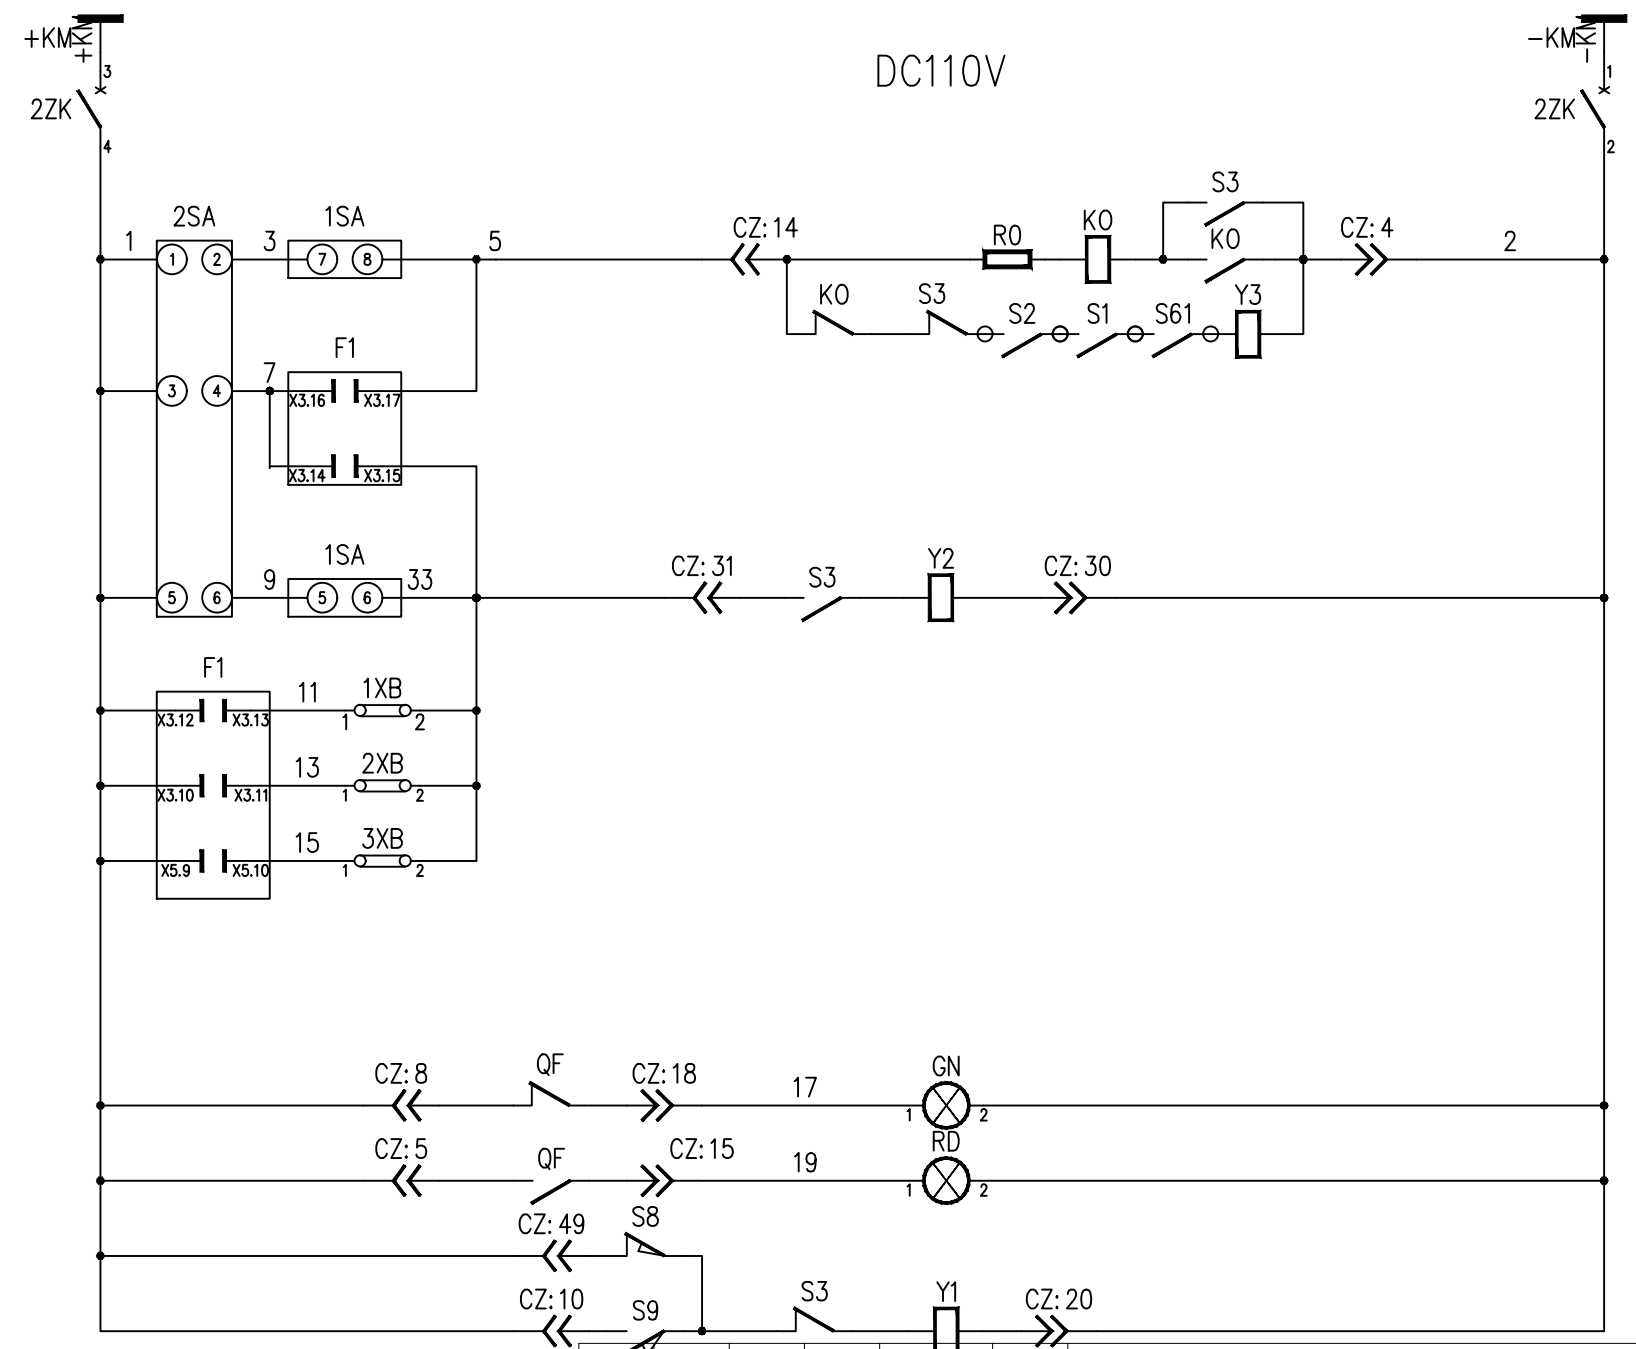 +KM
+KM
-KM
-KM
DC110V
3
1
2ZK
2ZK
4
2
S3
2SA
1SA
CZ:14
R0
K0
CZ:4
1
3
5
K0
2
1
2
7
8
K0
S3
S2
S1
S61
Y3
F1
7
3
4
X3.16
X3.17
X3.14
X3.15
1SA
CZ:31
S3
Y2
CZ:30
9
33
5
6
5
6
F1
11
1XB
X3.12
X3.13
1
2
13
2XB
X3.10
X3.11
1
2
15
3XB
X5.9
X5.10
1
2
CZ:8
QF
CZ:18
17
GN
1
2
CZ:5
QF
CZ:15
19
RD
1
2
CZ:49
S8
CZ:10
S9
S3
Y1
CZ:20